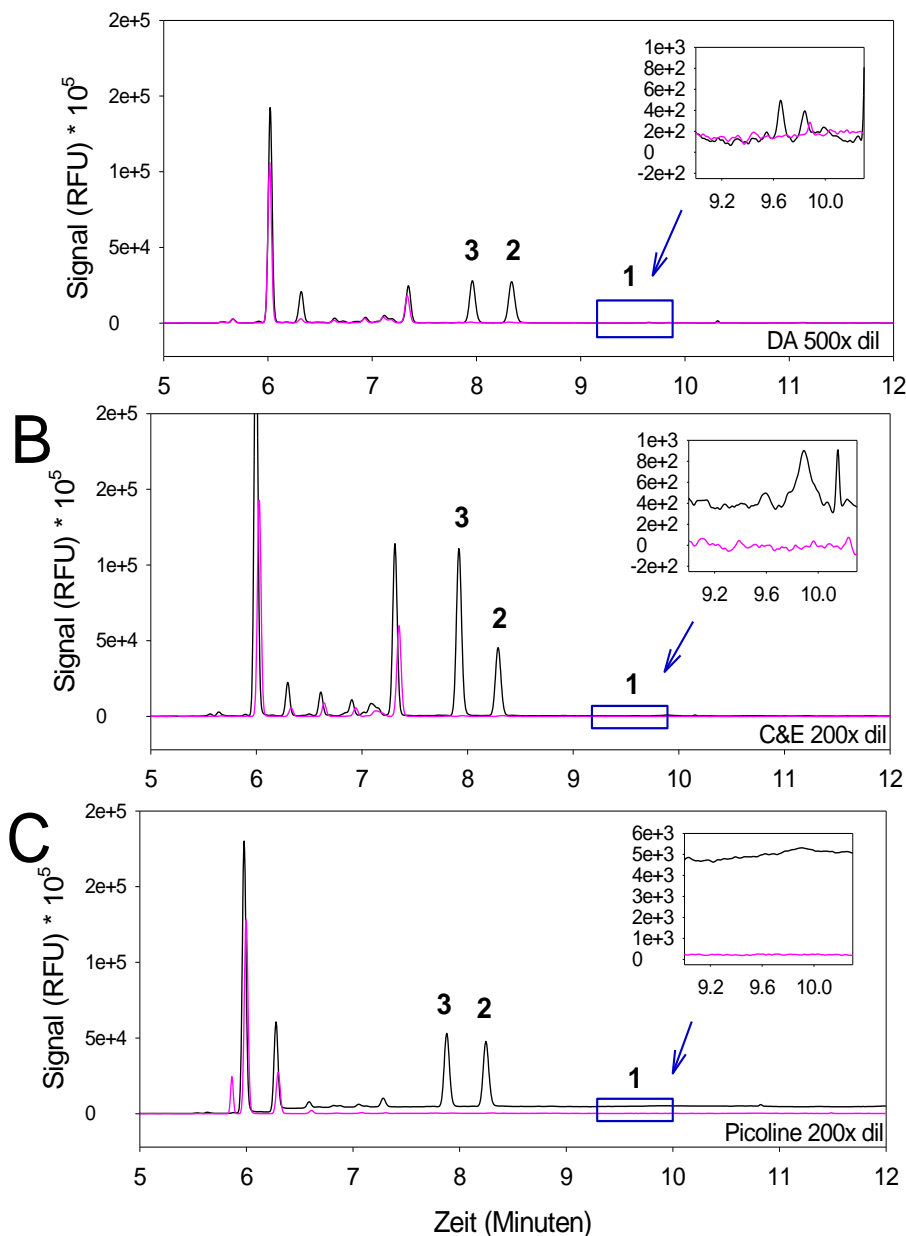 2e+5
1e+3
8e+2
6e+2
4e+2
2e+2
0
-2e+2
9.2 9.6 10.0
2e+5
1e+5
5e+4
0
Signal (RFU) * 10^5
3 2 1
DA 500x dil
5 6 7 8 9 10 11 12
B
2e+5
1e+3
8e+2
6e+2
4e+2
2e+2
0
-2e+2
9.2 9.6 10.0
2e+5
1e+5
5e+4
0
Signal (RFU) * 10^5
3
2
1
C&E 200x dil
5 6 7 8 9 10 11 12
C
2e+5
6e+3
5e+3
4e+3
3e+3
2e+3
1e+3
0
9.2 9.6 10.0
2e+5
1e+5
5e+4
0
Signal (RFU) * 10^5
3 2
1
Picoline 200x dil
5 6 7 8 9 10 11 12
Zeit (Minuten)